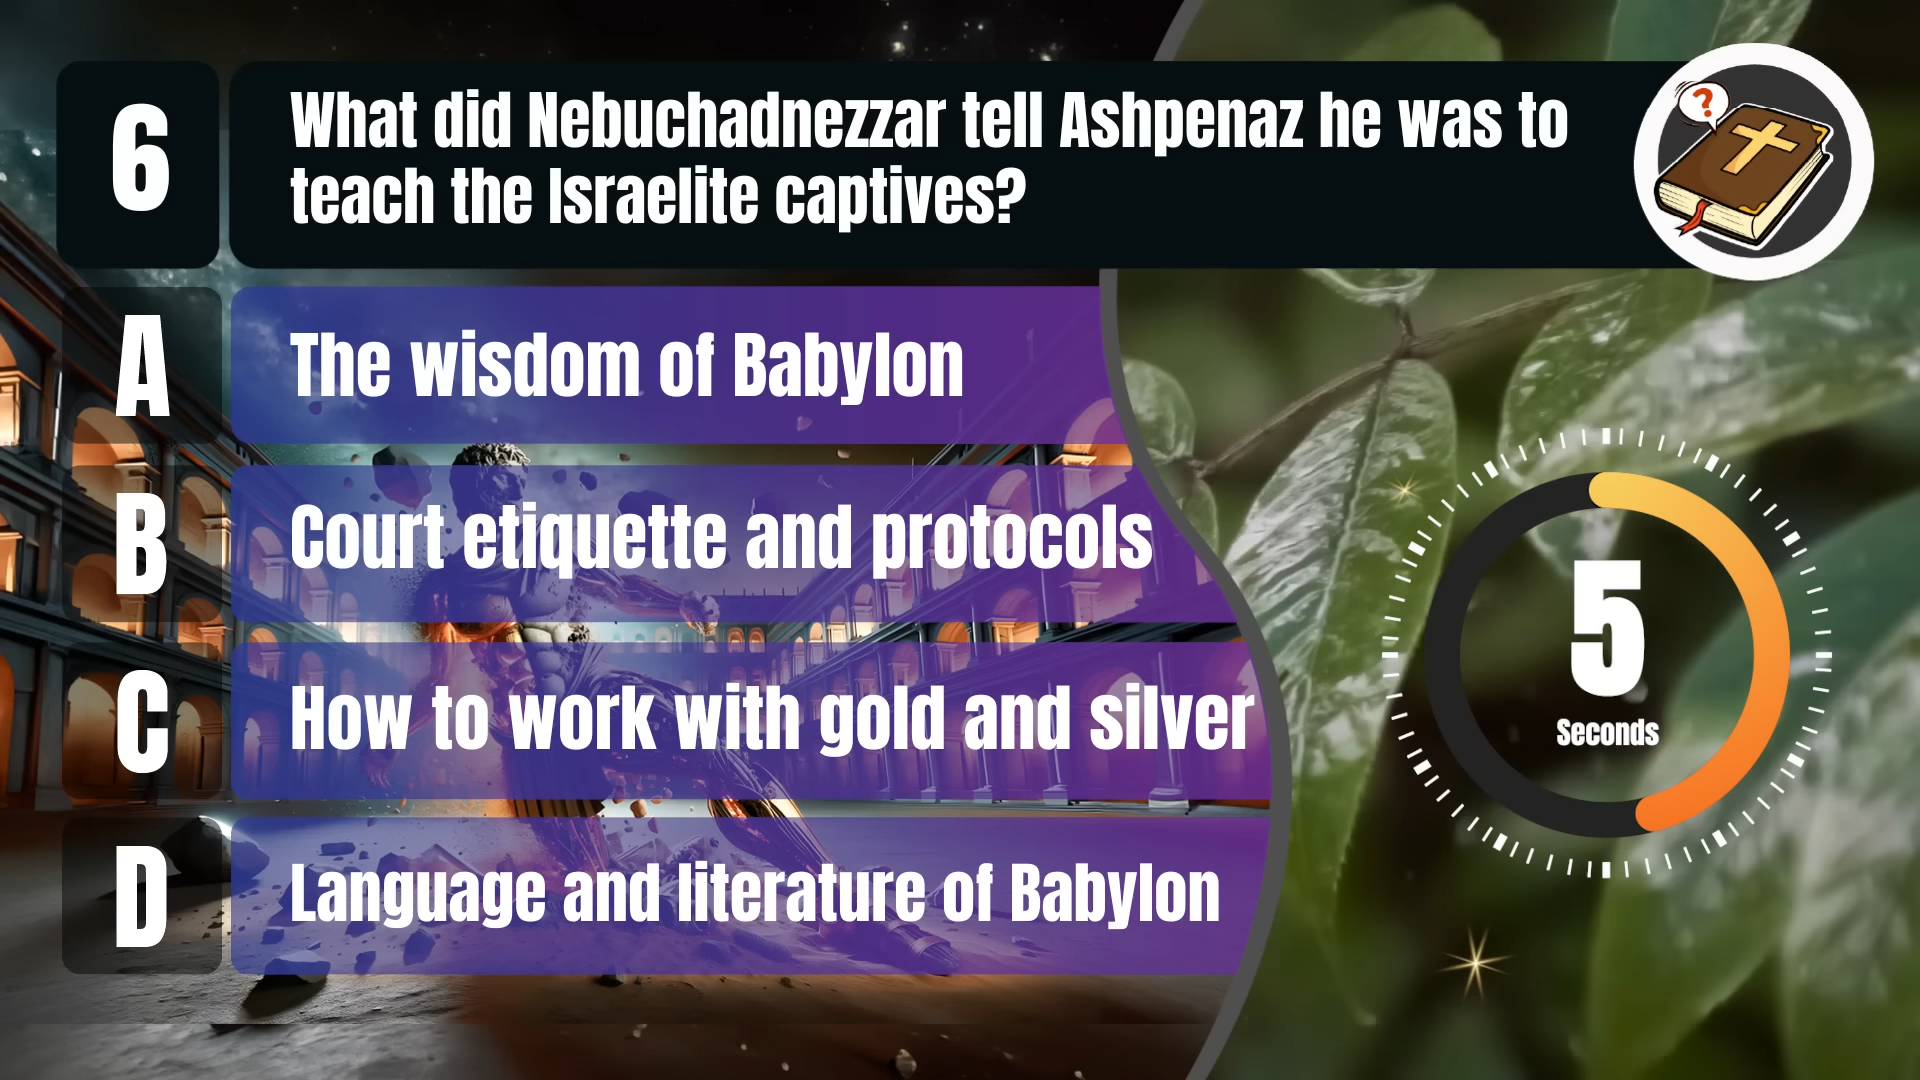 6
What did Nebuchadnezzar tell Ashpenaz he was to
teach the Israelite captives?
?
A
The wisdom of Babylon
B
Court etiquette and protocols
C
How to work with gold and silver
D
Language and literature of Babylon
5
Seconds